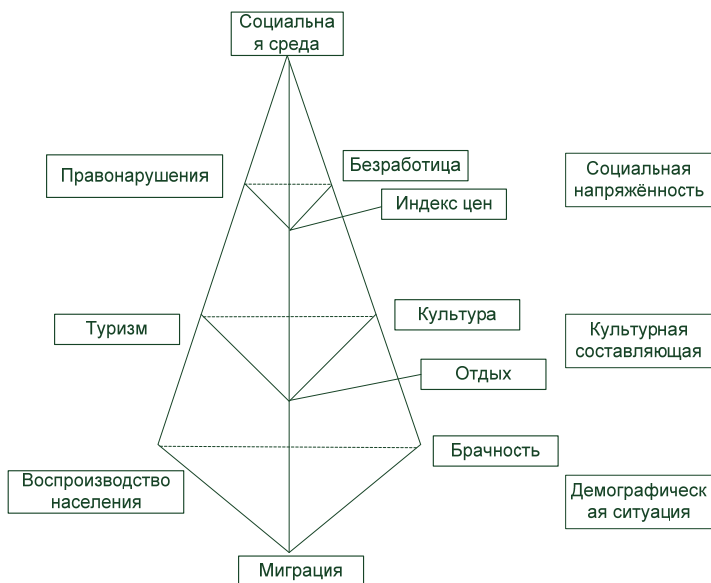 Социальна
я среда
Правонарушения
Безработица
Социальная
напряжённость
Индекс цен
Туризм
Культура
Культурная
составляющая
Отдых
Брачность
Воспроизводство
населения
Демографическ
ая ситуация
Миграция